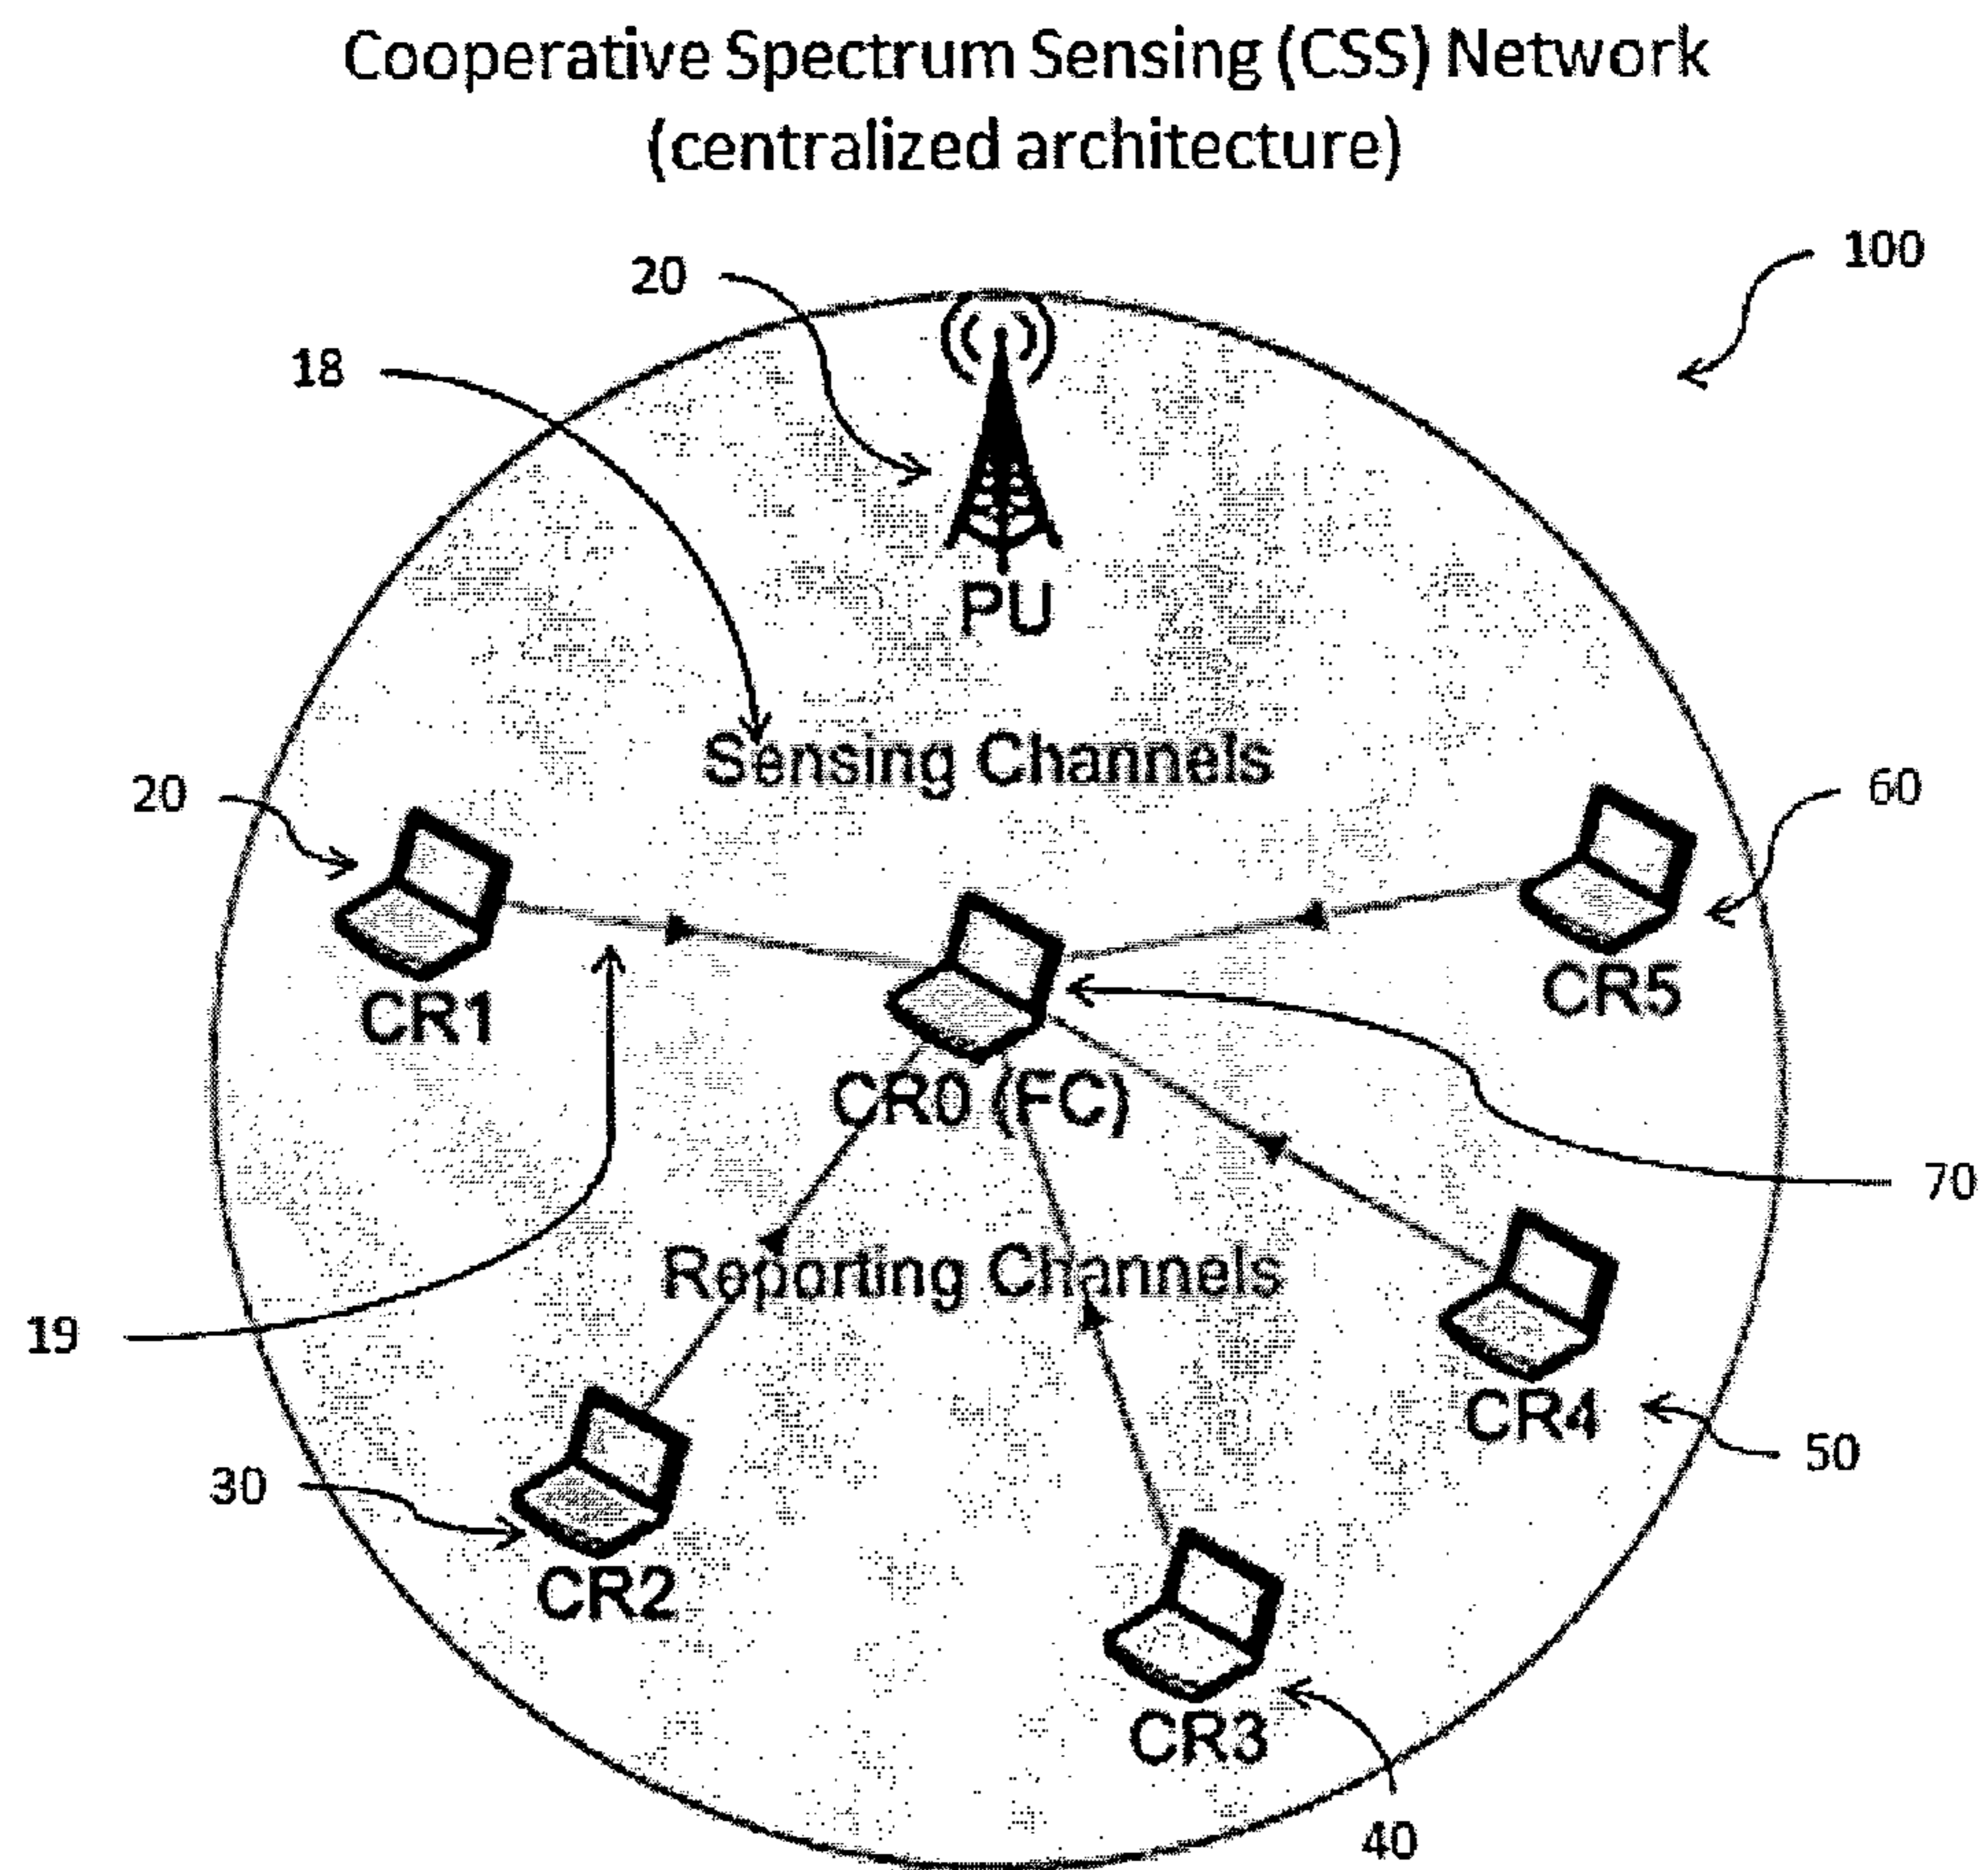 Cooperative Spectrum Sensing (CSS) Network
(centralized architecture)
100
20
18
PU
Sensing Channels
20
60
CR1
CR5
CR0 (FC)
70
Reporting Channels
19
CR4
50
30
CR2
CR3
40